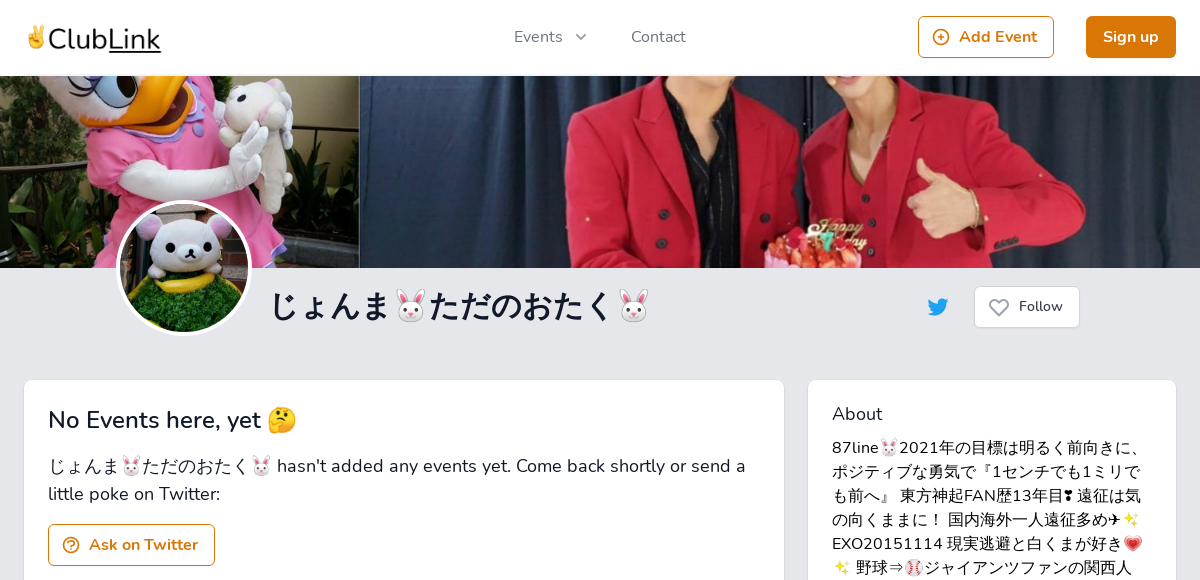 ✌ClubLink
Events
Contact
Add Event
Sign up
Happy
じょんま🐰ただのおたく🐰
Follow
No Events here, yet 🤔
じょんま🐰ただのおたく🐰 hasn't added any events yet. Come back shortly or send a
little poke on Twitter:
Ask on Twitter
About
87line🐰2021年の目標は明るく前向きに、
ポジティブな勇気で『1センチでも1ミリで
も前へ』 東方神起FAN歴13年目❣ 遠征は気
の向くままに！ 国内海外一人遠征多め✈✨
EXO20151114 現実逃避と白くまが好き💗
✨ 野球⇒⚾ジャイアンツファンの関西人